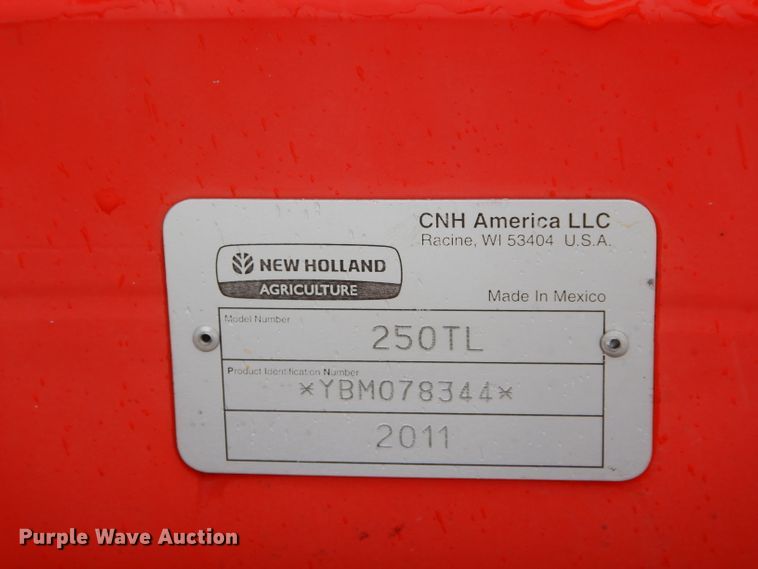 CNH America LLC
Racine, WI 53404 U.S.A.
NEW HOLLAND
AGRICULTURE
Made In Mexico
Model Number
250TL
Product Identification Number
*YBM078344*
2011
Purple Wave Auction